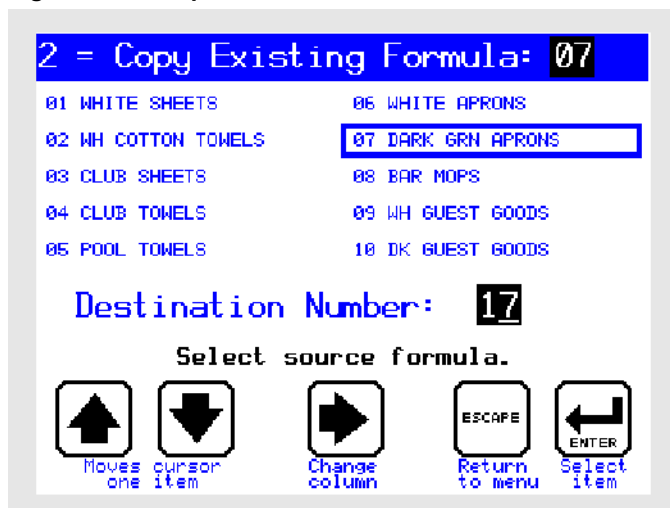 2 = Copy Existing Formula: 07
01 WHITE SHEETS
02 WH COTTON TOWELS
03 CLUB SHEETS
04 CLUB TOWELS
05 POOL TOWELS
06 WHITE APRONS
07 DARK GRN APRONS
08 BAR MOPS
09 WH GUEST GOODS
10 DK GUEST GOODS
Destination Number: 17
Select source formula.
ESCAPE
ENTER
Moves cursor
one item
Change
column
Return
to menu
Select
item